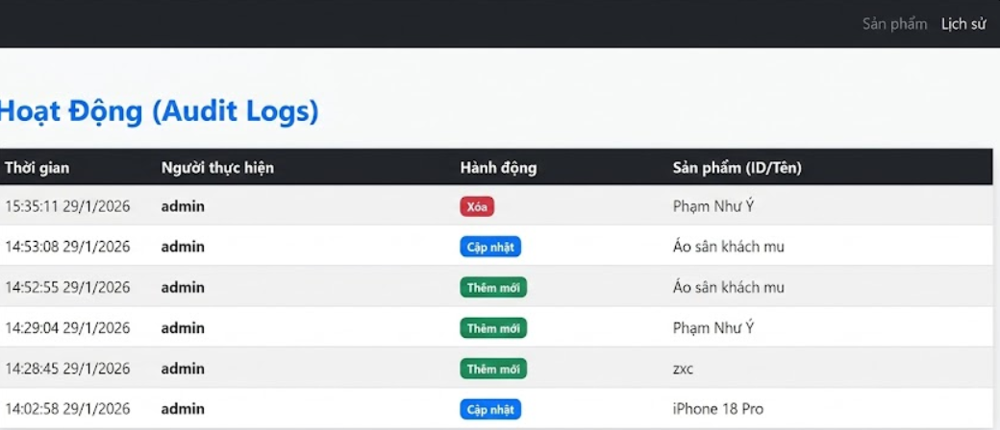 Sản phẩm Lịch sử
Hoạt Động (Audit Logs)
Thời gian Người thực hiện Hành động Sản phẩm (ID/Tên)
15:35:11 29/1/2026 admin Xóa Phạm Như Ý
14:53:08 29/1/2026 admin Cập nhật Áo sân khách mu
14:52:55 29/1/2026 admin Thêm mới Áo sân khách mu
14:29:04 29/1/2026 admin Thêm mới Phạm Như Ý
14:28:45 29/1/2026 admin Thêm mới zxc
14:02:58 29/1/2026 admin Cập nhật iPhone 18 Pro